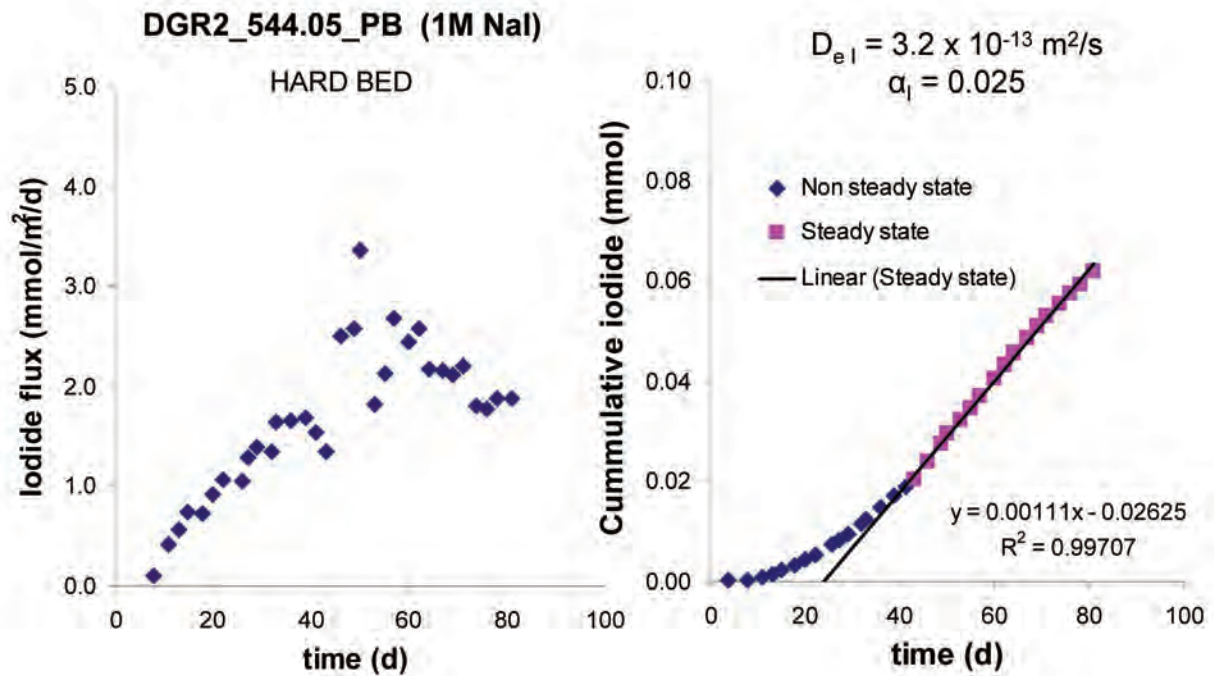 DGR2_544.05_PB (1M NaI)
HARD BED
Iodide flux (mmol/m²/d)
5.0
4.0
3.0
2.0
1.0
0.0
0 20 40 60 80 100
time (d)
Dₑ ₗ = 3.2 x 10⁻¹³ m²/s
αₗ = 0.025
Cummulative iodide (mmol)
0.10
0.08
0.06
0.04
0.02
0.00
Non steady state
Steady state
Linear (Steady state)
y = 0.00111x - 0.02625
R² = 0.99707
0 20 40 60 80 100
time (d)